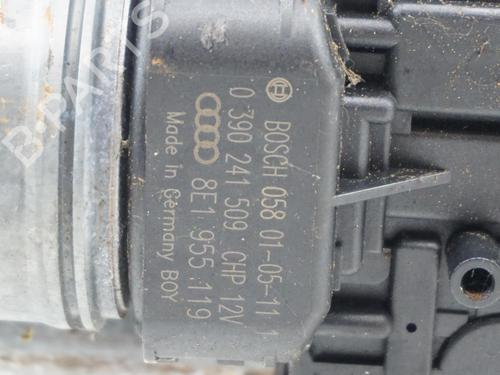 BOSCH 058 01-05-11 1
0 390 241 509 CHP 12V
8E1 955 119
Made in Germany BOY
B-PARTS